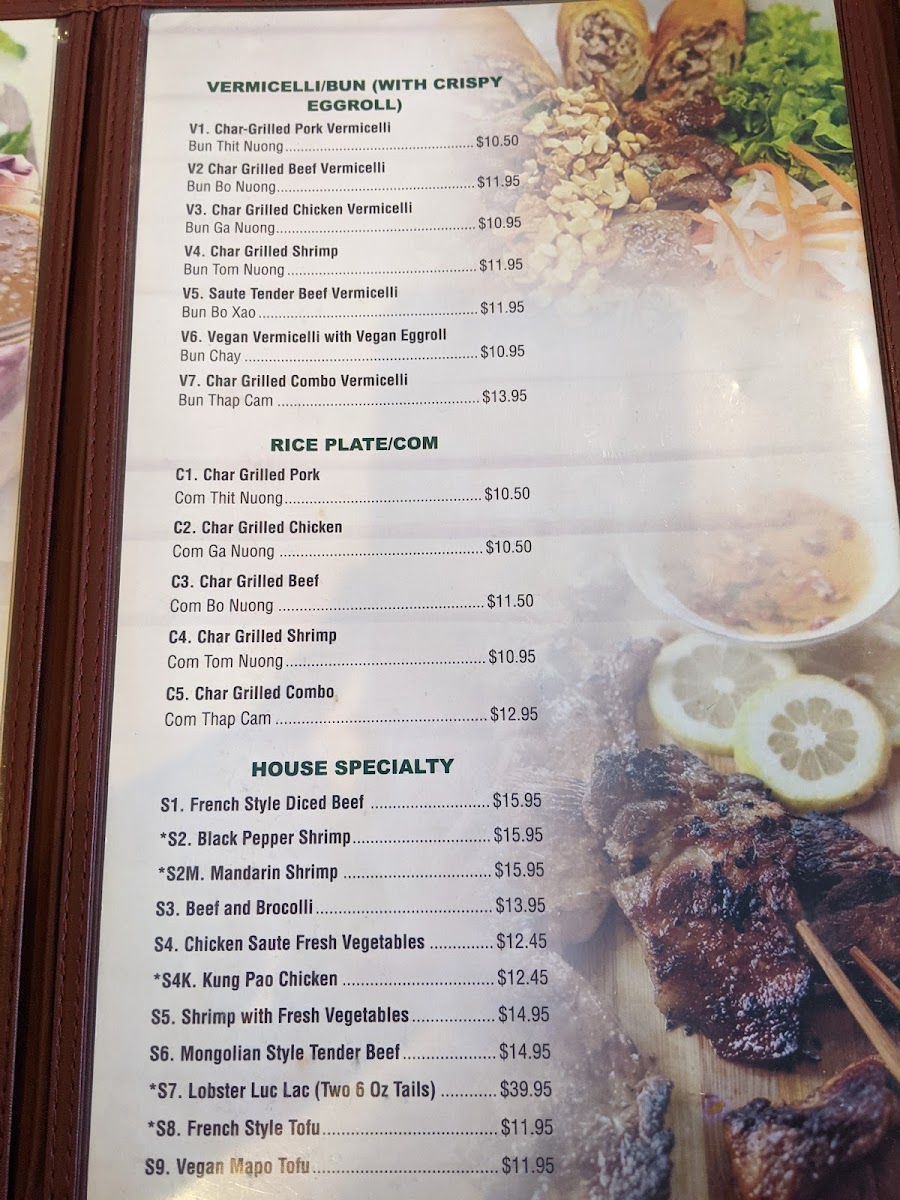 VERMICELLI/BUN (WITH CRISPY
EGGROLL)
V1. Char-Grilled Pork Vermicelli
Bun Thit Nuong $10.50
V2 Char Grilled Beef Vermicelli
Bun Bo Nuong $11.95
V3. Char Grilled Chicken Vermicelli
Bun Ga Nuong $10.95
V4. Char Grilled Shrimp
Bun Tom Nuong $11.95
V5. Saute Tender Beef Vermicelli
Bun Bo Xao $11.95
V6. Vegan Vermicelli with Vegan Eggroll
Bun Chay $10.95
V7. Char Grilled Combo Vermicelli
Bun Thap Cam $13.95
RICE PLATE/COM
C1. Char Grilled Pork
Com Thit Nuong $10.50
C2. Char Grilled Chicken
Com Ga Nuong $10.50
C3. Char Grilled Beef
Com Bo Nuong $11.50
C4. Char Grilled Shrimp
Com Tom Nuong $10.95
C5. Char Grilled Combo
Com Thap Cam $12.95
HOUSE SPECIALTY
S1. French Style Diced Beef $15.95
*S2. Black Pepper Shrimp $15.95
*S2M. Mandarin Shrimp $15.95
S3. Beef and Brocolli $13.95
S4. Chicken Saute Fresh Vegetables $12.45
*S4K. Kung Pao Chicken $12.45
S5. Shrimp with Fresh Vegetables $14.95
S6. Mongolian Style Tender Beef $14.95
*S7. Lobster Luc Lac (Two 6 Oz Tails) $39.95
*S8. French Style Tofu $11.95
S9. Vegan Mapo Tofu $11.95